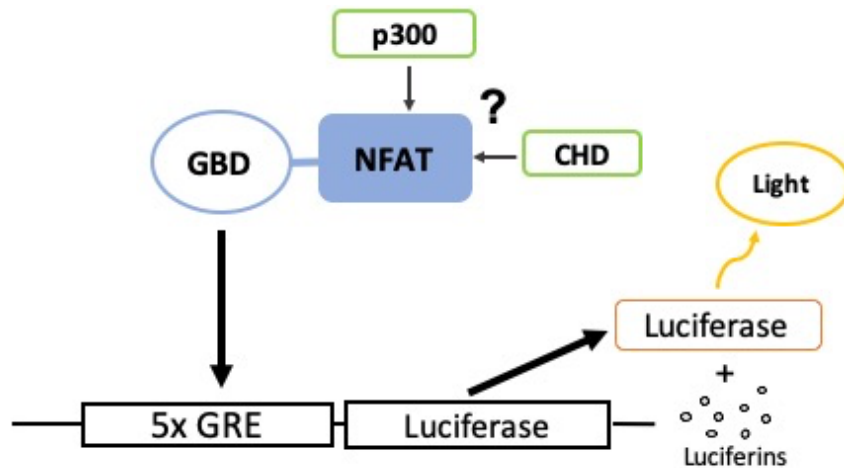 p300
?
GBD
NFAT
CHD
Light
Luciferase
+
5x GRE
Luciferase
Luciferins